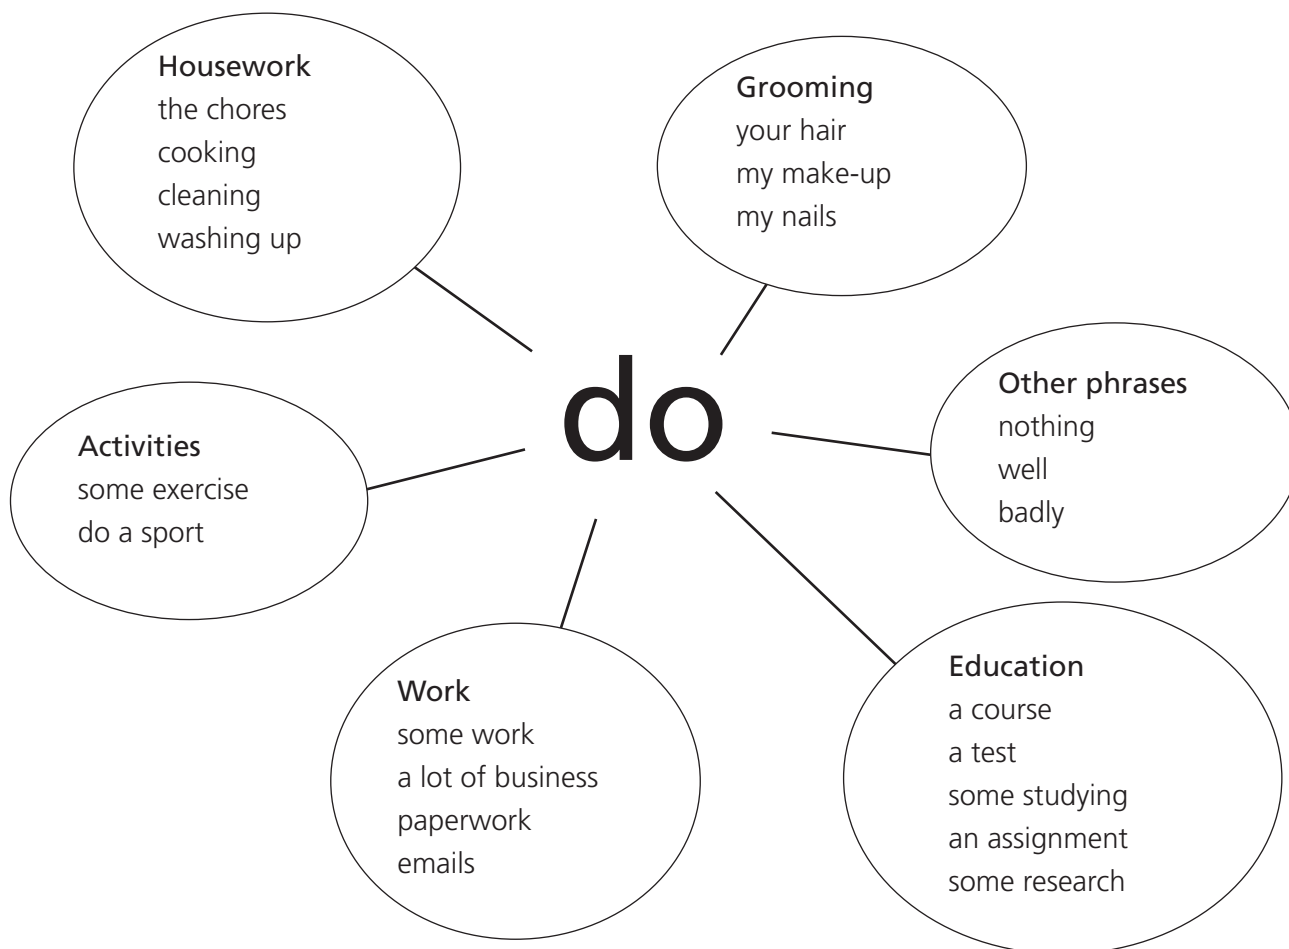 Housework
the chores
cooking
cleaning
washing up
Grooming
your hair
my make-up
my nails
do
Other phrases
nothing
well
badly
Activities
some exercise
do a sport
Work
some work
a lot of business
paperwork
emails
Education
a course
a test
some studying
an assignment
some research